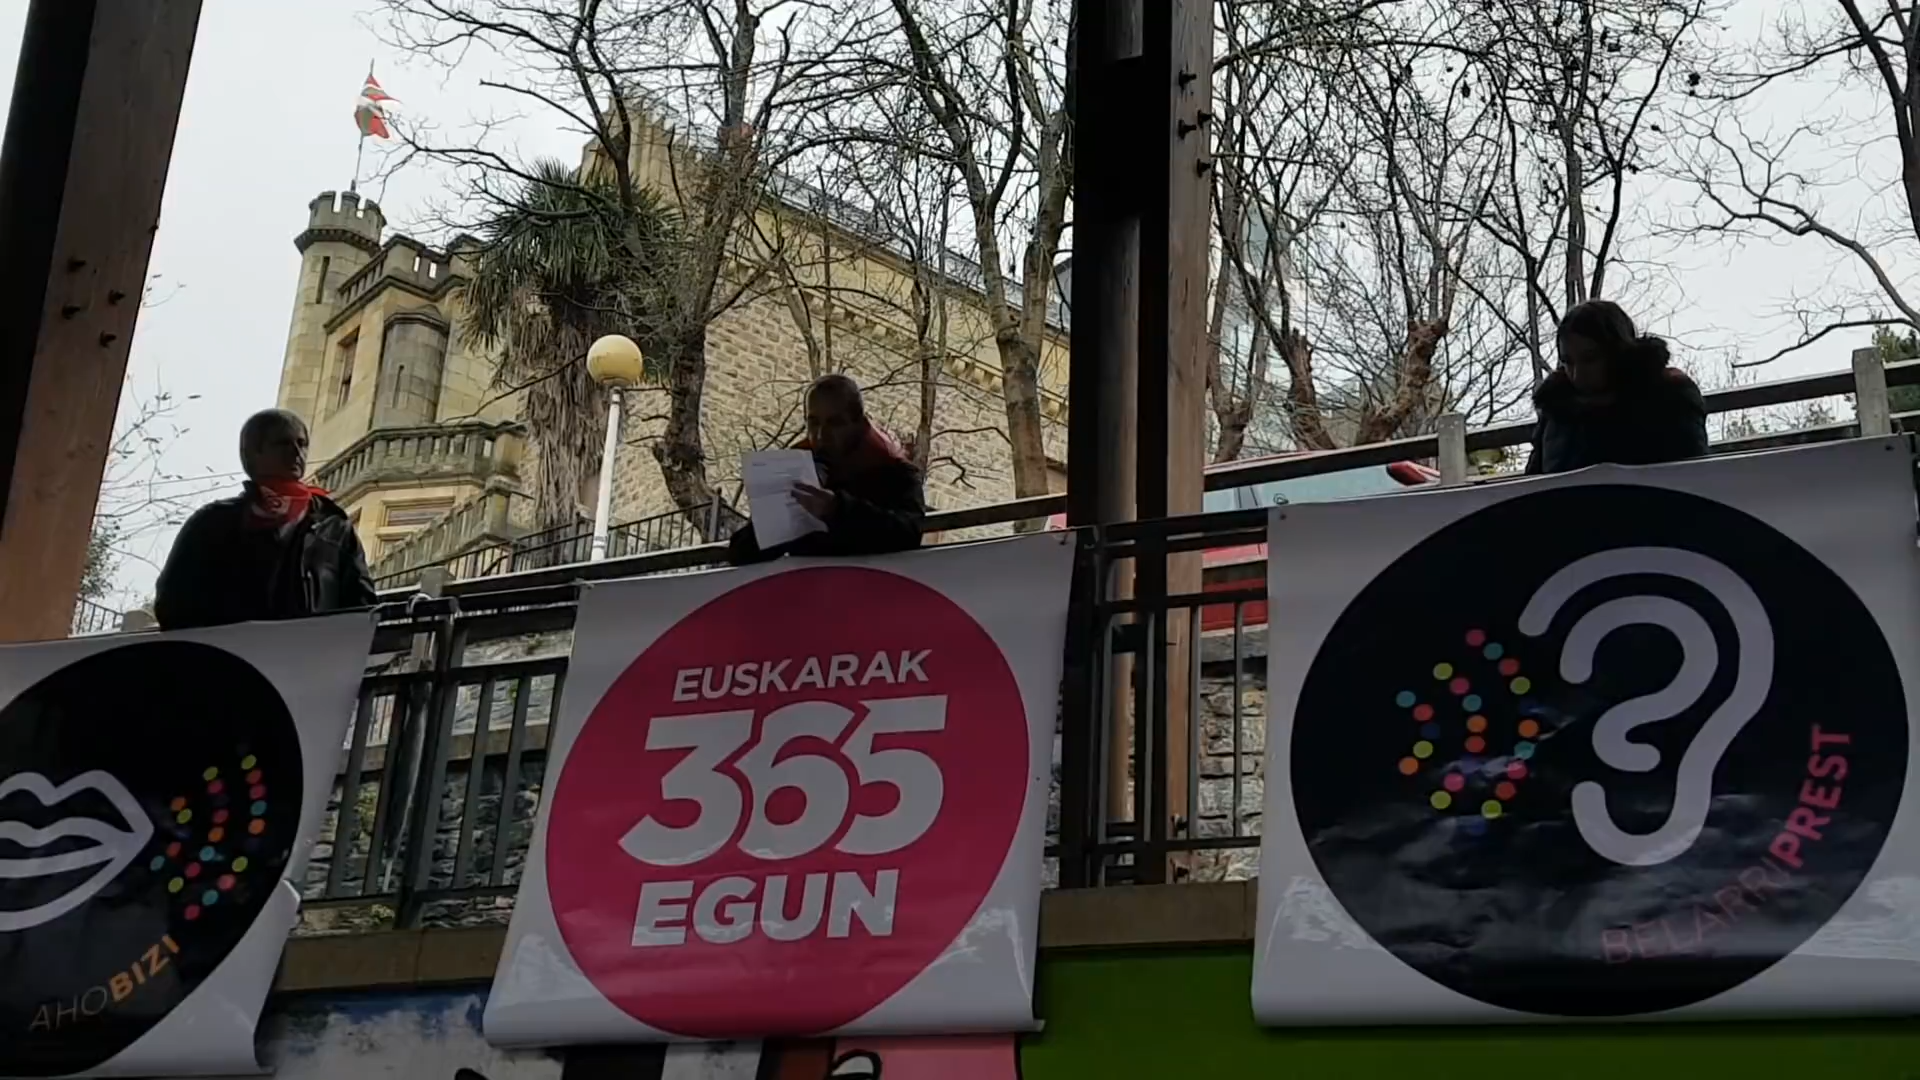 AHOBIZI
EUSKARAK
365
EGUN
BELARRIPREST